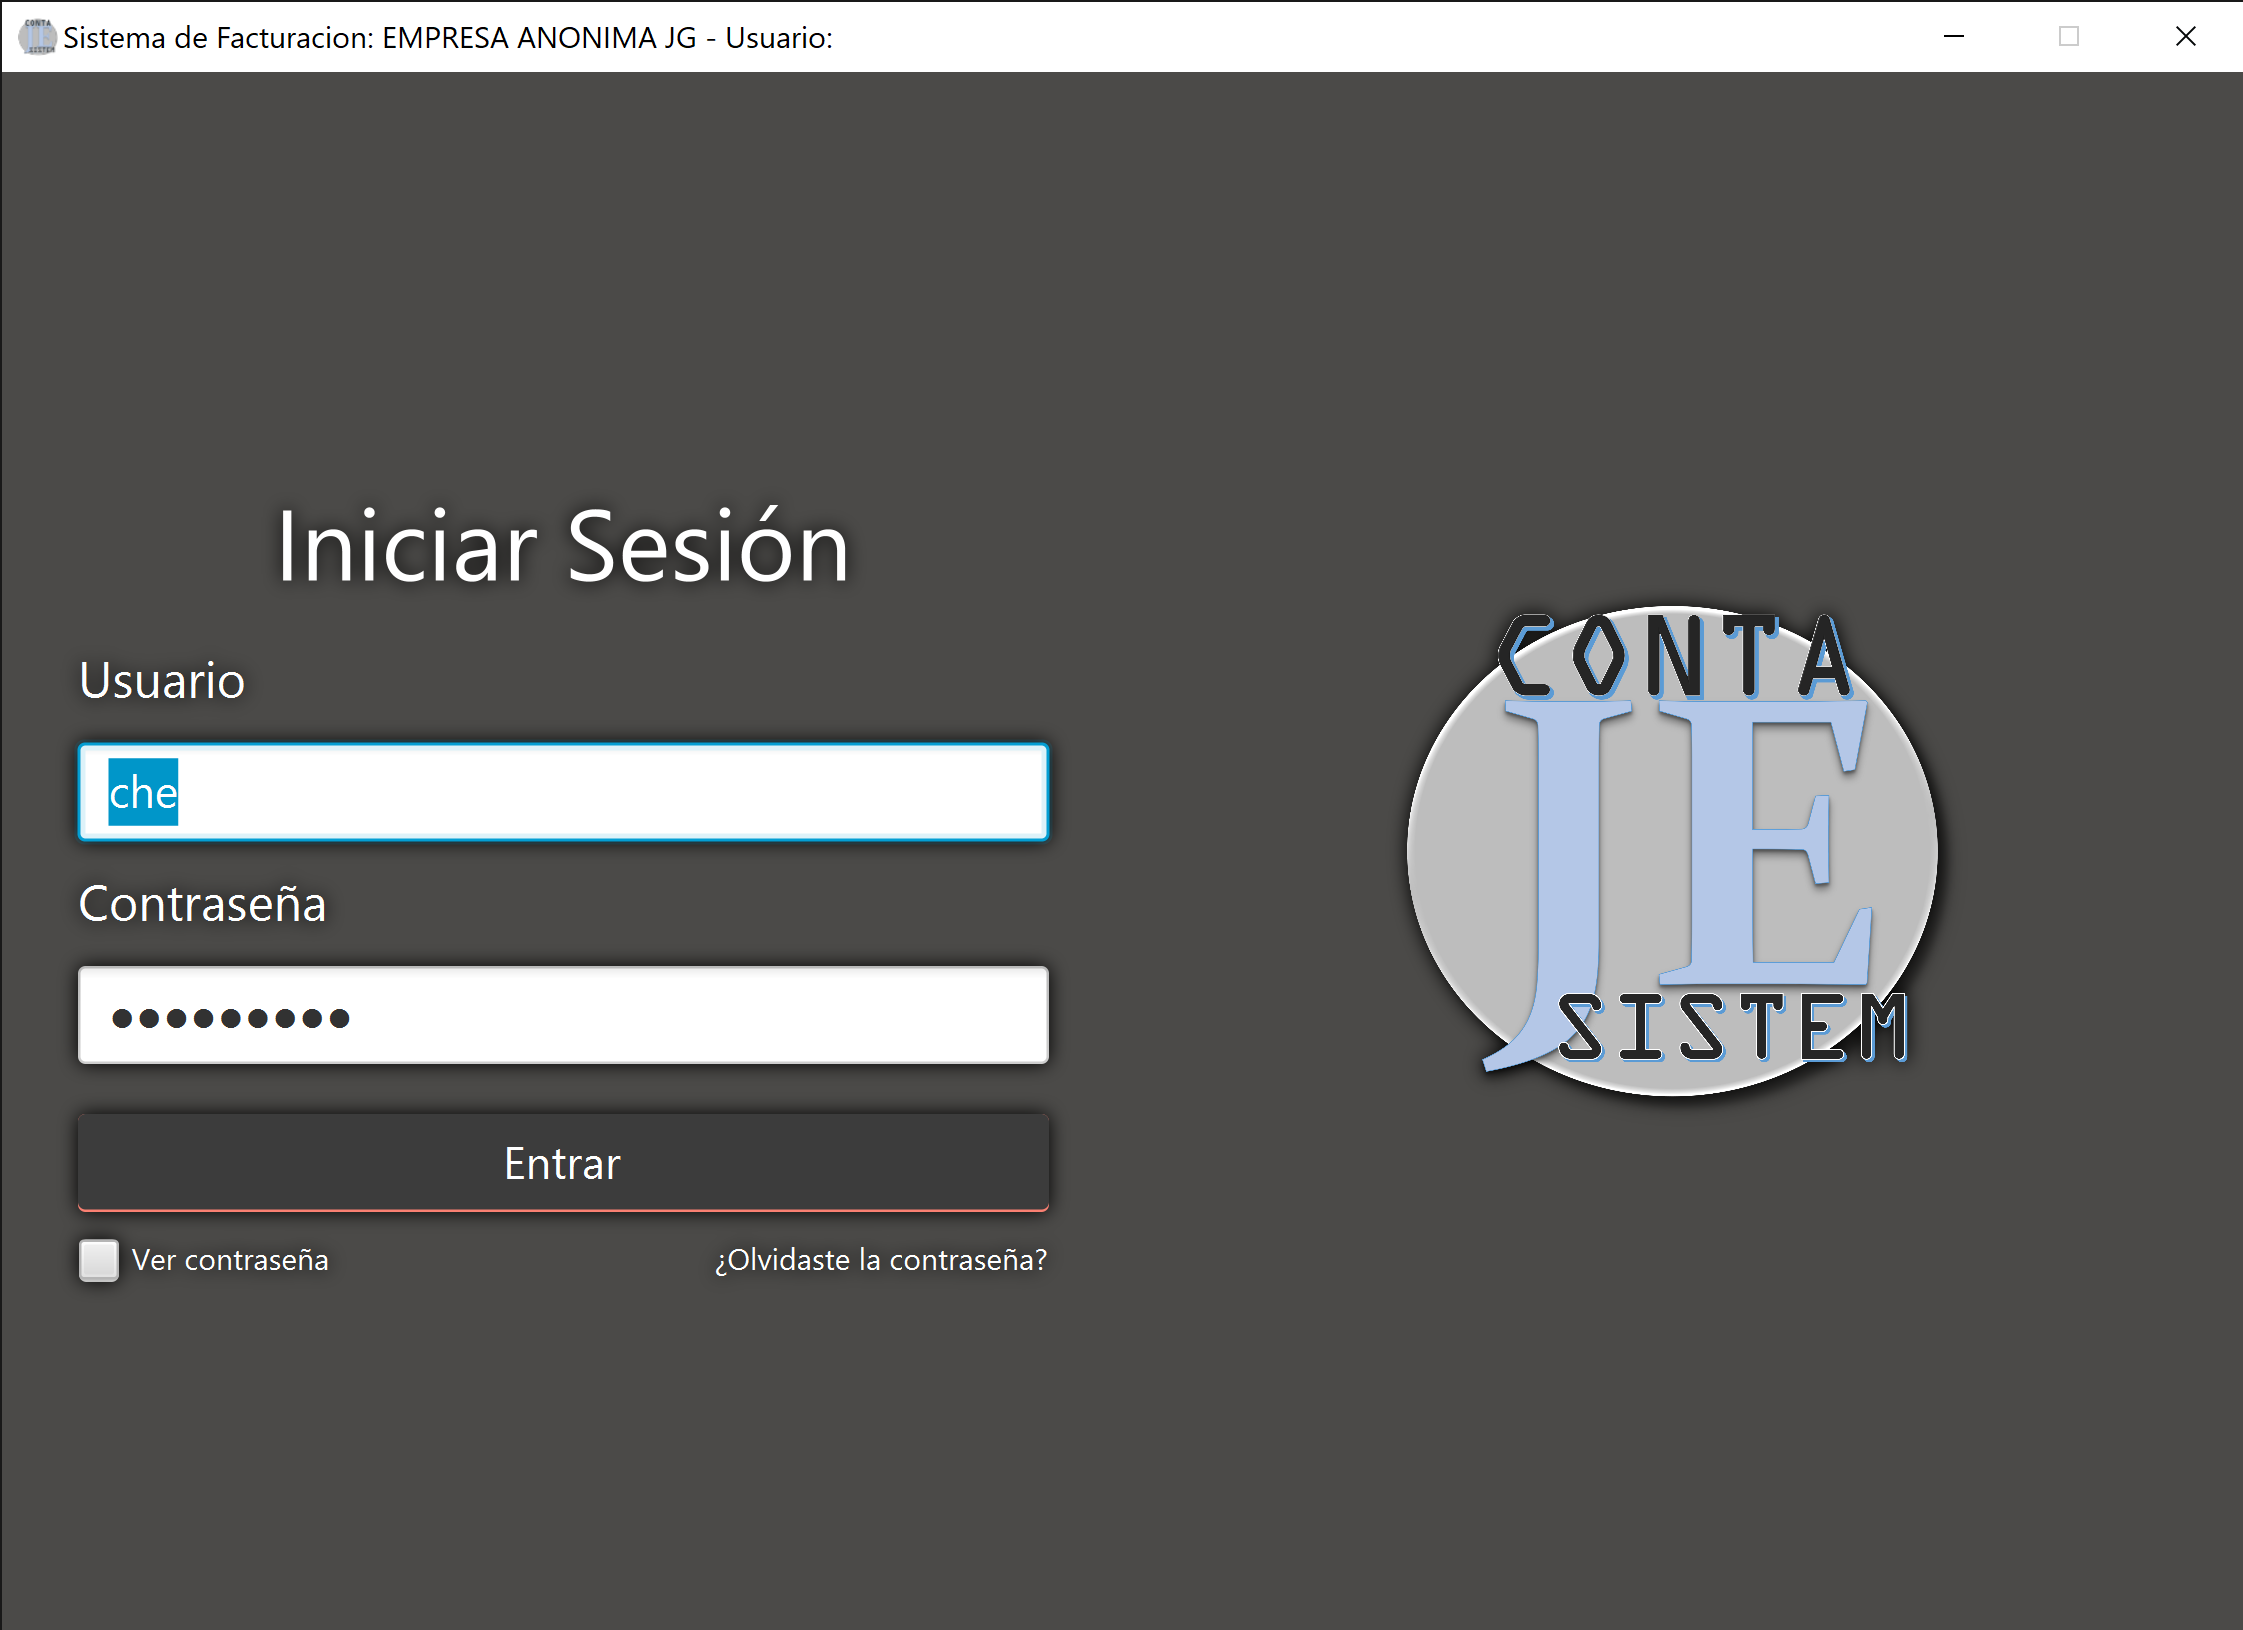 Sistema de Facturacion: EMPRESA ANONIMA JG - Usuario:
Iniciar Sesión
Usuario
che
Contraseña
●●●●●●●●●
Entrar
Ver contraseña
¿Olvidaste la contraseña?
CONTA
JE
SISTEM